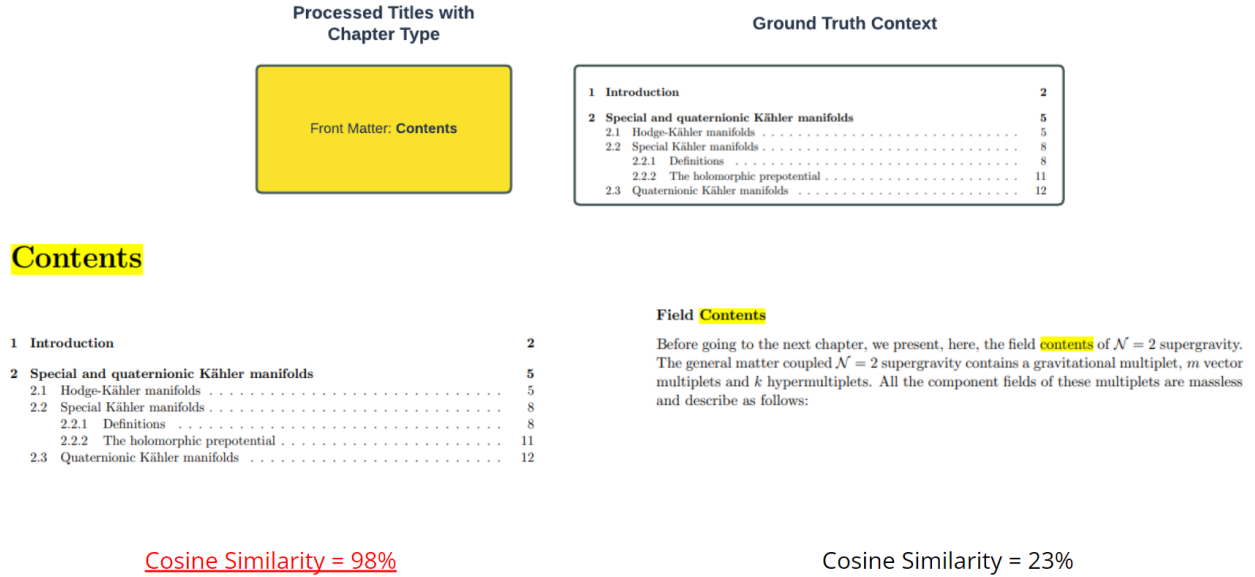 Processed Titles with
Chapter Type
Ground Truth Context
Front Matter: Contents
1 Introduction 2
2 Special and quaternionic Kähler manifolds 5
2.1 Hodge-Kähler manifolds . . . . . . . . . . . . . . . . . . . . . . . . . . . . . 5
2.2 Special Kähler manifolds . . . . . . . . . . . . . . . . . . . . . . . . . . . . . 8
2.2.1 Definitions . . . . . . . . . . . . . . . . . . . . . . . . . . . . . . . . 8
2.2.2 The holomorphic prepotential . . . . . . . . . . . . . . . . . . . . . . 11
2.3 Quaternionic Kähler manifolds . . . . . . . . . . . . . . . . . . . . . . . . . 12
Contents
1 Introduction 2
2 Special and quaternionic Kähler manifolds 5
2.1 Hodge-Kähler manifolds . . . . . . . . . . . . . . . . . . . . . . . . . . . . . 5
2.2 Special Kähler manifolds . . . . . . . . . . . . . . . . . . . . . . . . . . . . . 8
2.2.1 Definitions . . . . . . . . . . . . . . . . . . . . . . . . . . . . . . . . 8
2.2.2 The holomorphic prepotential . . . . . . . . . . . . . . . . . . . . . . 11
2.3 Quaternionic Kähler manifolds . . . . . . . . . . . . . . . . . . . . . . . . . 12
Field Contents
Before going to the next chapter, we present, here, the field contents of 𝒩 = 2 supergravity.
The general matter coupled 𝒩 = 2 supergravity contains a gravitational multiplet, m vector
multiplets and k hypermultiplets. All the component fields of these multiplets are massless
and describe as follows:
Cosine Similarity = 98%
Cosine Similarity = 23%